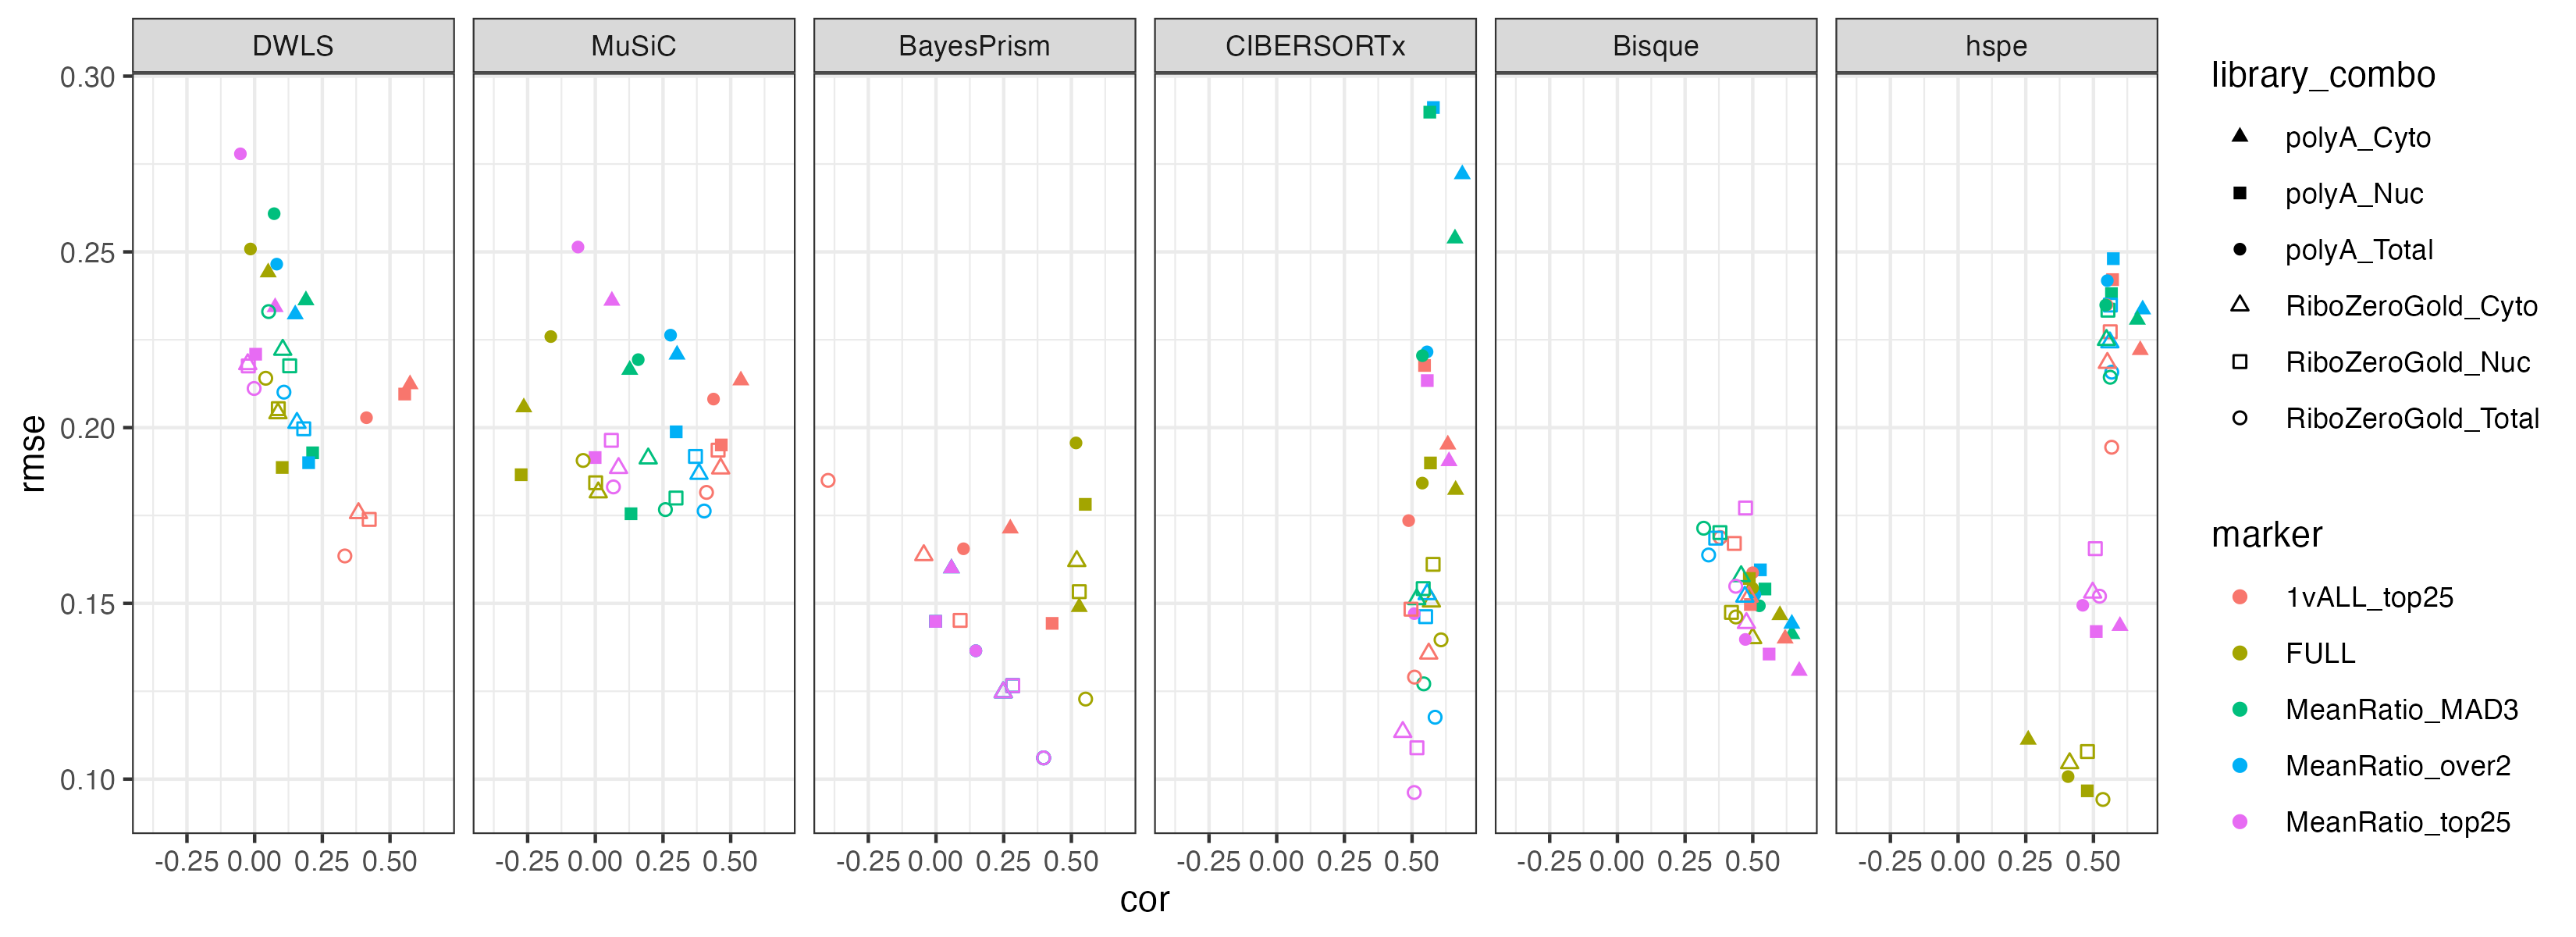 DWLS
MuSiC
BayesPrism
CIBERSORTx
Bisque
hspe
rmse
0.30
0.25
0.20
0.15
0.10
-0.25 0.00 0.25 0.50
-0.25 0.00 0.25 0.50
-0.25 0.00 0.25 0.50
-0.25 0.00 0.25 0.50
-0.25 0.00 0.25 0.50
-0.25 0.00 0.25 0.50
cor
library_combo
polyA_Cyto
polyA_Nuc
polyA_Total
RiboZeroGold_Cyto
RiboZeroGold_Nuc
RiboZeroGold_Total
marker
1vALL_top25
FULL
MeanRatio_MAD3
MeanRatio_over2
MeanRatio_top25